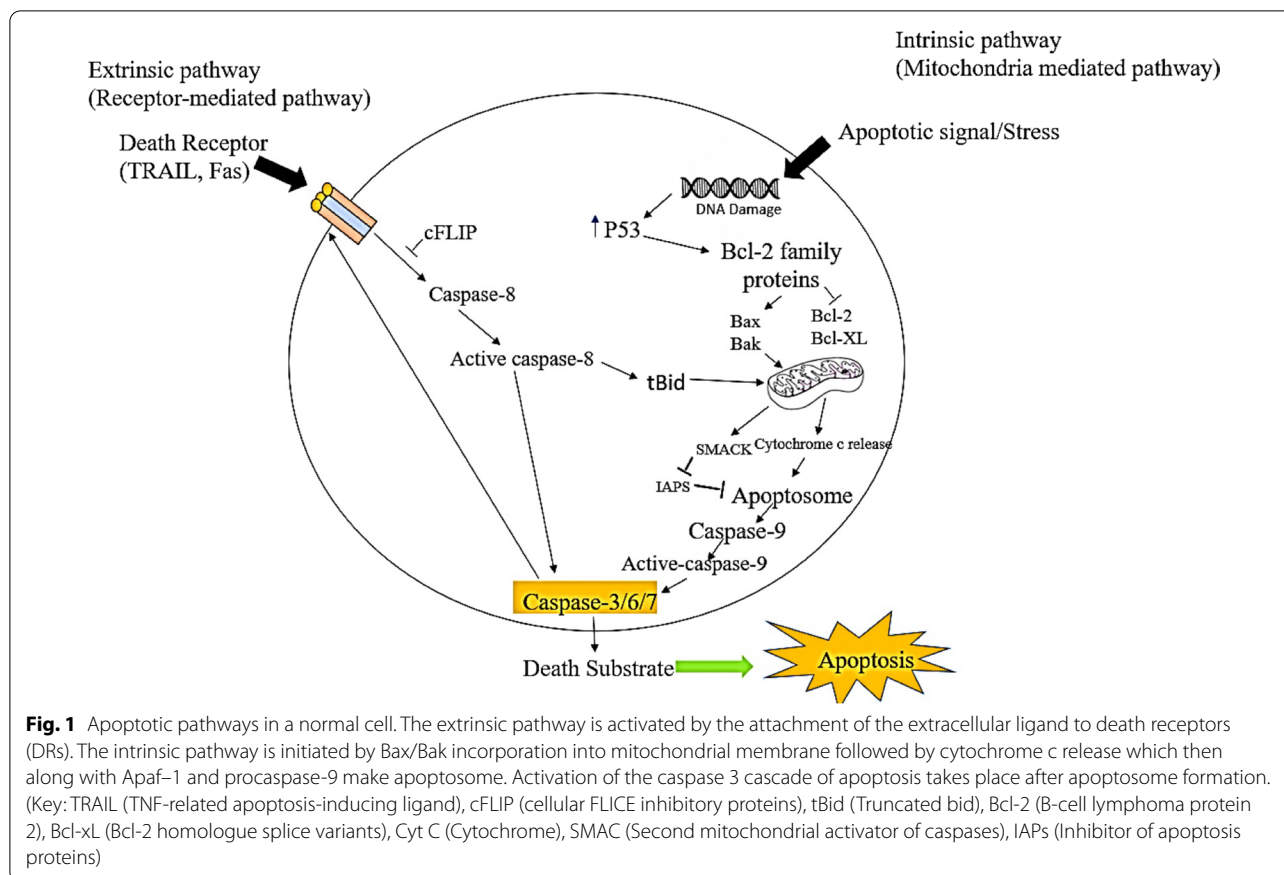 Extrinsic pathway
(Receptor-mediated pathway)
Intrinsic pathway
(Mitochondria mediated pathway)
Death Receptor
(TRAIL, Fas)
Apoptotic signal/Stress
DNA Damage
P53
cFLIP
Bcl-2 family
proteins
Caspase-8
Bax
Bak
Bcl-2
Bcl-XL
Active caspase-8
tBid
SMACK
Cytochrome c release
IAPS
Apoptosome
Caspase-9
Active-caspase-9
Caspase-3/6/7
Death Substrate
Apoptosis
Fig. 1 Apoptotic pathways in a normal cell. The extrinsic pathway is activated by the attachment of the extracellular ligand to death receptors
(DRs). The intrinsic pathway is initiated by Bax/Bak incorporation into mitochondrial membrane followed by cytochrome c release which then
along with Apaf–1 and procaspase-9 make apoptosome. Activation of the caspase 3 cascade of apoptosis takes place after apoptosome formation.
(Key: TRAIL (TNF-related apoptosis-inducing ligand), cFLIP (cellular FLICE inhibitory proteins), tBid (Truncated bid), Bcl-2 (B-cell lymphoma protein
2), Bcl-xL (Bcl-2 homologue splice variants), Cyt C (Cytochrome), SMAC (Second mitochondrial activator of caspases), IAPs (Inhibitor of apoptosis
proteins)